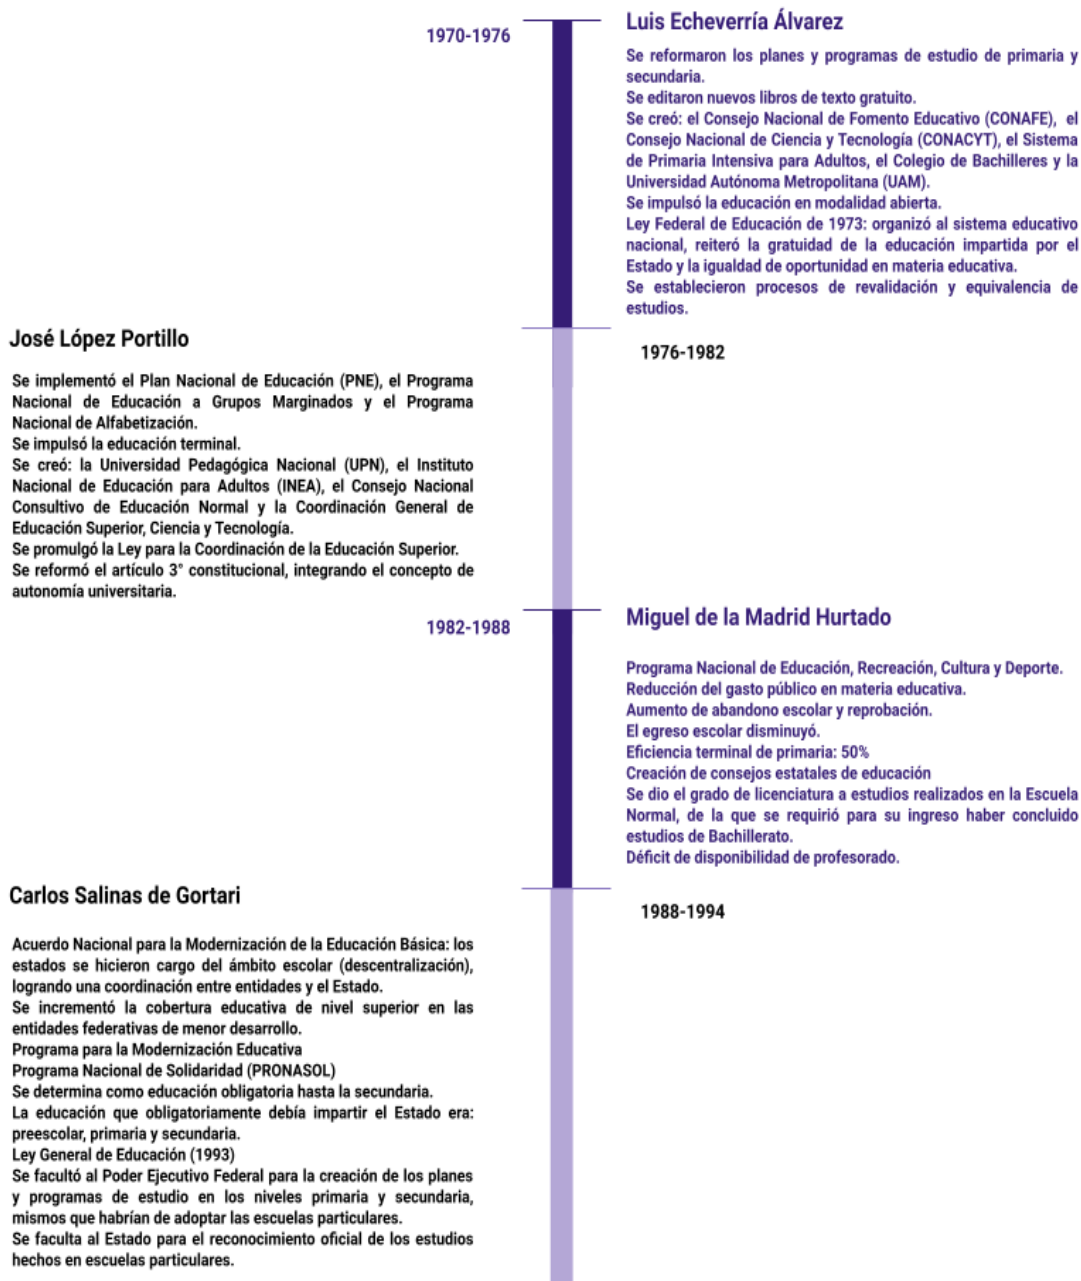 1970-1976
Luis Echeverría Álvarez
Se reformaron los planes y programas de estudio de primaria y
secundaria.
Se editaron nuevos libros de texto gratuito.
Se creó: el Consejo Nacional de Fomento Educativo (CONAFE), el
Consejo Nacional de Ciencia y Tecnología (CONACYT), el Sistema
de Primaria Intensiva para Adultos, el Colegio de Bachilleres y la
Universidad Autónoma Metropolitana (UAM).
Se impulsó la educación en modalidad abierta.
Ley Federal de Educación de 1973: organizó al sistema educativo
nacional, reiteró la gratuidad de la educación impartida por el
Estado y la igualdad de oportunidad en materia educativa.
Se establecieron procesos de revalidación y equivalencia de
estudios.
José López Portillo
1976-1982
Se implementó el Plan Nacional de Educación (PNE), el Programa
Nacional de Educación a Grupos Marginados y el Programa
Nacional de Alfabetización.
Se impulsó la educación terminal.
Se creó: la Universidad Pedagógica Nacional (UPN), el Instituto
Nacional de Educación para Adultos (INEA), el Consejo Nacional
Consultivo de Educación Normal y la Coordinación General de
Educación Superior, Ciencia y Tecnología.
Se promulgó la Ley para la Coordinación de la Educación Superior.
Se reformó el artículo 3° constitucional, integrando el concepto de
autonomía universitaria.
1982-1988
Miguel de la Madrid Hurtado
Programa Nacional de Educación, Recreación, Cultura y Deporte.
Reducción del gasto público en materia educativa.
Aumento de abandono escolar y reprobación.
El egreso escolar disminuyó.
Eficiencia terminal de primaria: 50%
Creación de consejos estatales de educación
Se dio el grado de licenciatura a estudios realizados en la Escuela
Normal, de la que se requirió para su ingreso haber concluido
estudios de Bachillerato.
Déficit de disponibilidad de profesorado.
Carlos Salinas de Gortari
1988-1994
Acuerdo Nacional para la Modernización de la Educación Básica: los
estados se hicieron cargo del ámbito escolar (descentralización),
logrando una coordinación entre entidades y el Estado.
Se incrementó la cobertura educativa de nivel superior en las
entidades federativas de menor desarrollo.
Programa para la Modernización Educativa
Programa Nacional de Solidaridad (PRONASOL)
Se determina como educación obligatoria hasta la secundaria.
La educación que obligatoriamente debía impartir el Estado era:
preescolar, primaria y secundaria.
Ley General de Educación (1993)
Se facultó al Poder Ejecutivo Federal para la creación de los planes
y programas de estudio en los niveles primaria y secundaria,
mismos que habrían de adoptar las escuelas particulares.
Se faculta al Estado para el reconocimiento oficial de los estudios
hechos en escuelas particulares.